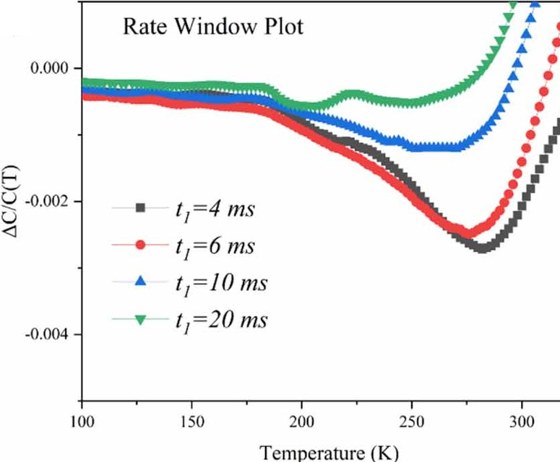 Rate Window Plot
0.000
-0.002
-0.004
ΔC/C(T)
t1=4 ms
t1=6 ms
t1=10 ms
t1=20 ms
100 150 200 250 300
Temperature (K)